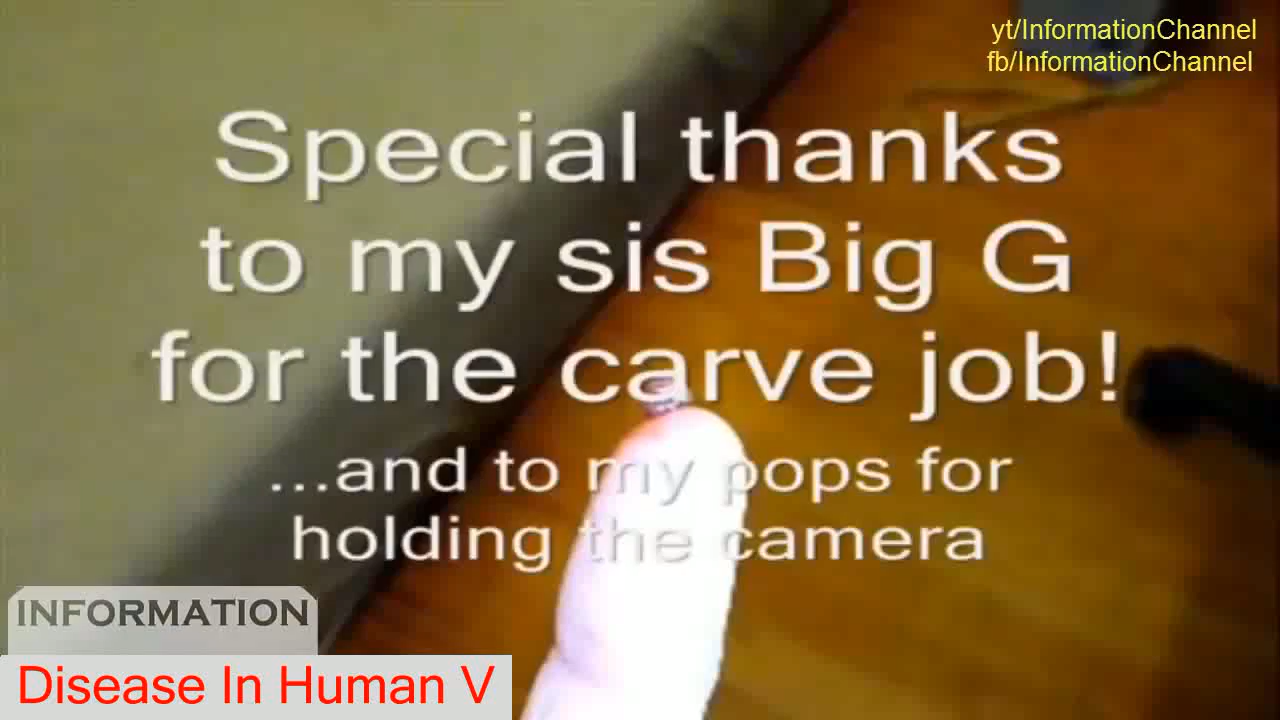 yt/InformationChannel
fb/InformationChannel
Special thanks
to my sis Big G
for the carve job!
...and to my pops for
holding the camera
INFORMATION
Disease In Human V